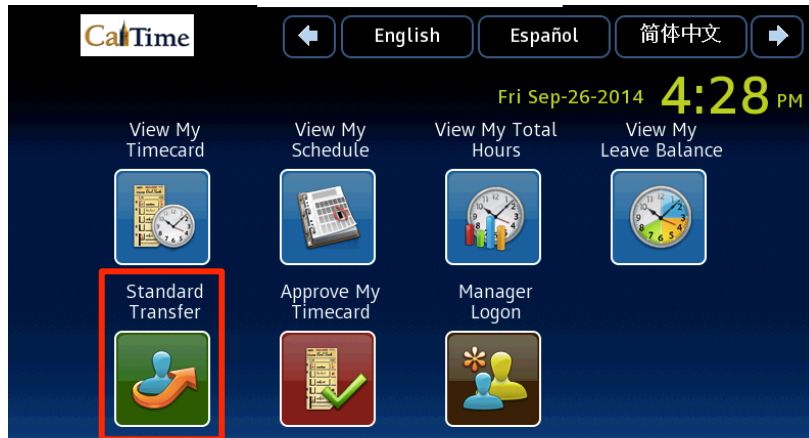 CalTime
English
Español
简体中文
Fri Sep-26-2014 4:28 PM
View My
Timecard
View My
Schedule
View My Total
Hours
View My
Leave Balance
Standard
Transfer
Approve My
Timecard
Manager
Logon